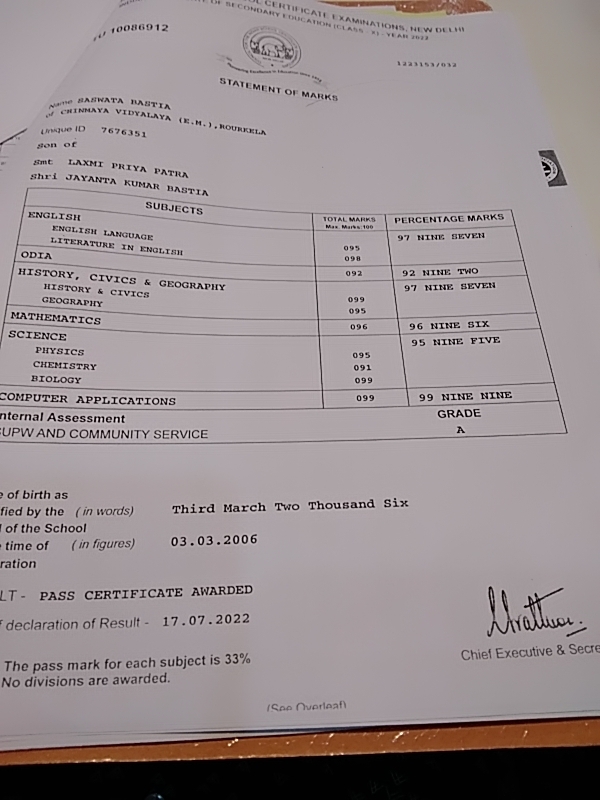 CERTIFICATE EXAMINATIONS, NEW DELHI
OF SECONDARY EDUCATION (CLASS - X) - YEAR 2022
10086912
1223153/032
STATEMENT OF MARKS
Name SASWATA BASTIA
of CHINMAYA VIDYALAYA (E.M.),ROURKELA
Unique ID 7676351
Son of
Smt LAXMI PRIYA PATRA
Shri JAYANTA KUMAR BASTIA
SUBJECTS TOTAL MARKS PERCENTAGE MARKS
Max. Marks:100
ENGLISH 97 NINE SEVEN
ENGLISH LANGUAGE 095
LITERATURE IN ENGLISH 098
ODIA 092 92 NINE TWO
HISTORY, CIVICS & GEOGRAPHY 97 NINE SEVEN
HISTORY & CIVICS 099
GEOGRAPHY 095
MATHEMATICS 096 96 NINE SIX
SCIENCE 95 NINE FIVE
PHYSICS 095
CHEMISTRY 091
BIOLOGY 099
COMPUTER APPLICATIONS 099 99 NINE NINE
nternal Assessment GRADE
SUPW AND COMMUNITY SERVICE A
e of birth as
fied by the (in words) Third March Two Thousand Six
l of the School
time of (in figures) 03.03.2006
ration
LT - PASS CERTIFICATE AWARDED
f declaration of Result - 17.07.2022
The pass mark for each subject is 33%
No divisions are awarded.
Chief Executive & Secre
(See Overleaf)